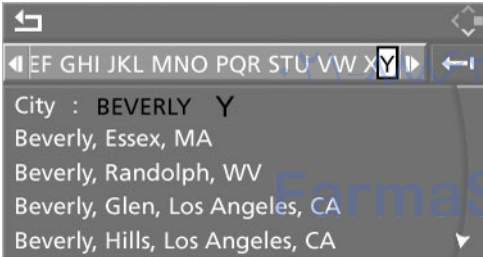 EF GHI JKL MNO PQR STU VW XY
City : BEVERLY Y
Beverly, Essex, MA
Beverly, Randolph, WV
Beverly, Glen, Los Angeles, CA
Beverly, Hills, Los Angeles, CA
FarmaS